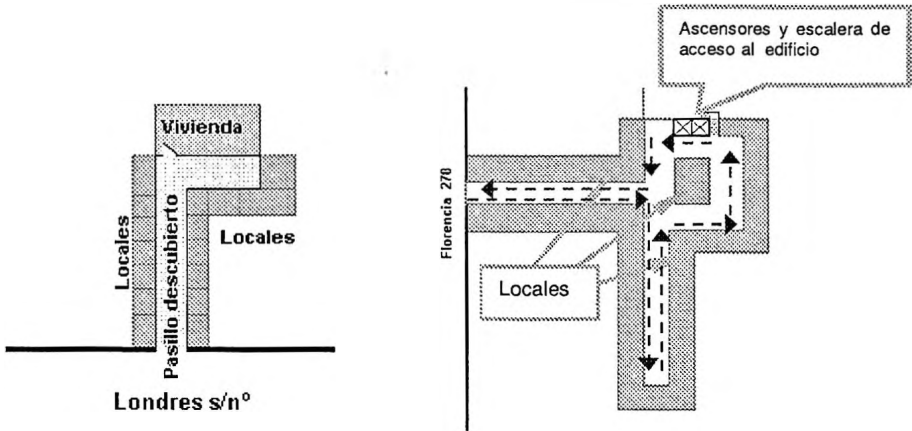 Vivienda
Locales
Pasillo descubierto
Locales
Londres s/nº
Ascensores y escalera de
acceso al edificio
Florencia 270
Locales